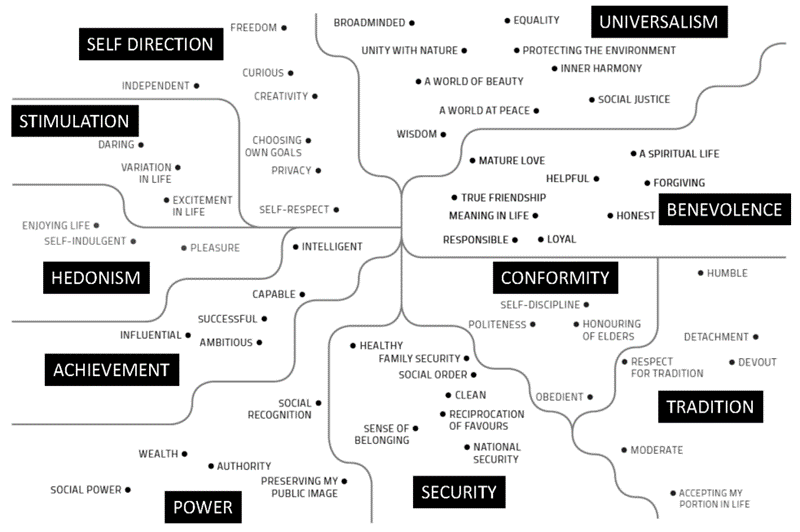 SELF DIRECTION
FREEDOM
CURIOUS
INDEPENDENT
CREATIVITY
CHOOSING
OWN GOALS
PRIVACY
SELF-RESPECT
UNIVERSALISM
BROADMINDED
EQUALITY
UNITY WITH NATURE
PROTECTING THE ENVIRONMENT
INNER HARMONY
A WORLD OF BEAUTY
SOCIAL JUSTICE
A WORLD AT PEACE
WISDOM
STIMULATION
DARING
VARIATION
IN LIFE
EXCITEMENT
IN LIFE
MATURE LOVE
A SPIRITUAL LIFE
HELPFUL
FORGIVING
TRUE FRIENDSHIP
MEANING IN LIFE
HONEST
BENEVOLENCE
RESPONSIBLE
LOYAL
ENJOYING LIFE
SELF-INDULGENT
PLEASURE
HEDONISM
INTELLIGENT
CAPABLE
SUCCESSFUL
INFLUENTIAL
AMBITIOUS
ACHIEVEMENT
CONFORMITY
SELF-DISCIPLINE
POLITENESS
HONOURING
OF ELDERS
OBEDIENT
HUMBLE
DETACHMENT
RESPECT
FOR TRADITION
DEVOUT
TRADITION
MODERATE
ACCEPTING MY
PORTION IN LIFE
HEALTHY
FAMILY SECURITY
SOCIAL ORDER
CLEAN
RECIPROCATION
OF FAVOURS
SENSE OF
BELONGING
NATIONAL
SECURITY
SECURITY
SOCIAL
RECOGNITION
WEALTH
AUTHORITY
PRESERVING MY
PUBLIC IMAGE
SOCIAL POWER
POWER